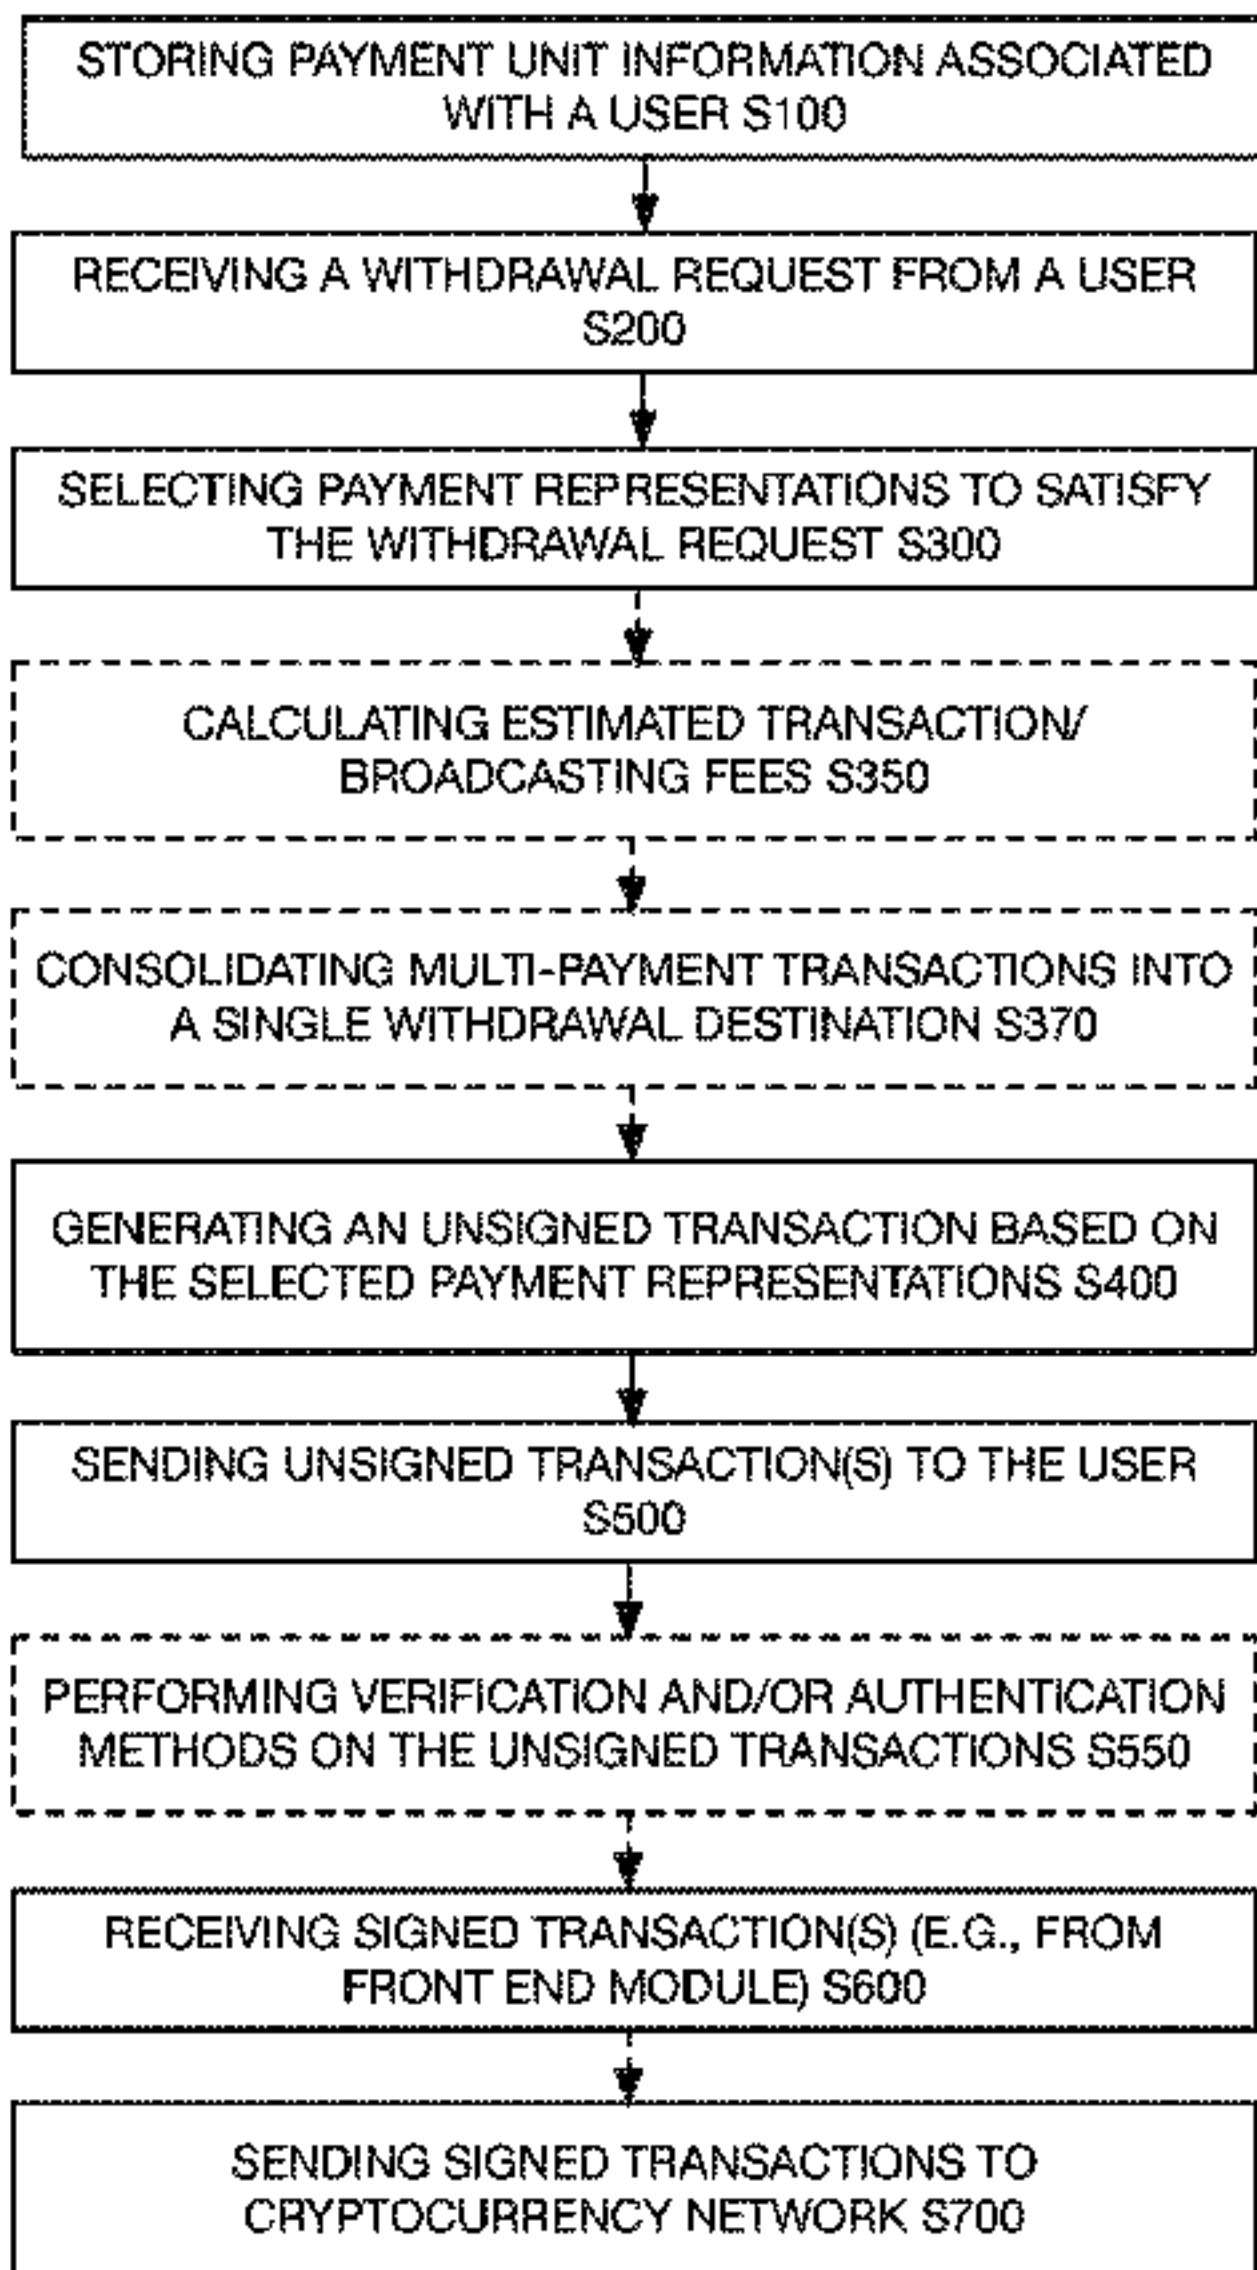 STORING PAYMENT UNIT INFORMATION ASSOCIATED
WITH A USER S100
RECEIVING A WITHDRAWAL REQUEST FROM A USER
S200
SELECTING PAYMENT REPRESENTATIONS TO SATISFY
THE WITHDRAWAL REQUEST S300
CALCULATING ESTIMATED TRANSACTION/
BROADCASTING FEES S350
CONSOLIDATING MULTI-PAYMENT TRANSACTIONS INTO
A SINGLE WITHDRAWAL DESTINATION S370
GENERATING AN UNSIGNED TRANSACTION BASED ON
THE SELECTED PAYMENT REPRESENTATIONS S400
SENDING UNSIGNED TRANSACTION(S) TO THE USER
S500
PERFORMING VERIFICATION AND/OR AUTHENTICATION
METHODS ON THE UNSIGNED TRANSACTIONS S550
RECEIVING SIGNED TRANSACTION(S) (E.G., FROM
FRONT END MODULE) S600
SENDING SIGNED TRANSACTIONS TO
CRYPTOCURRENCY NETWORK S700